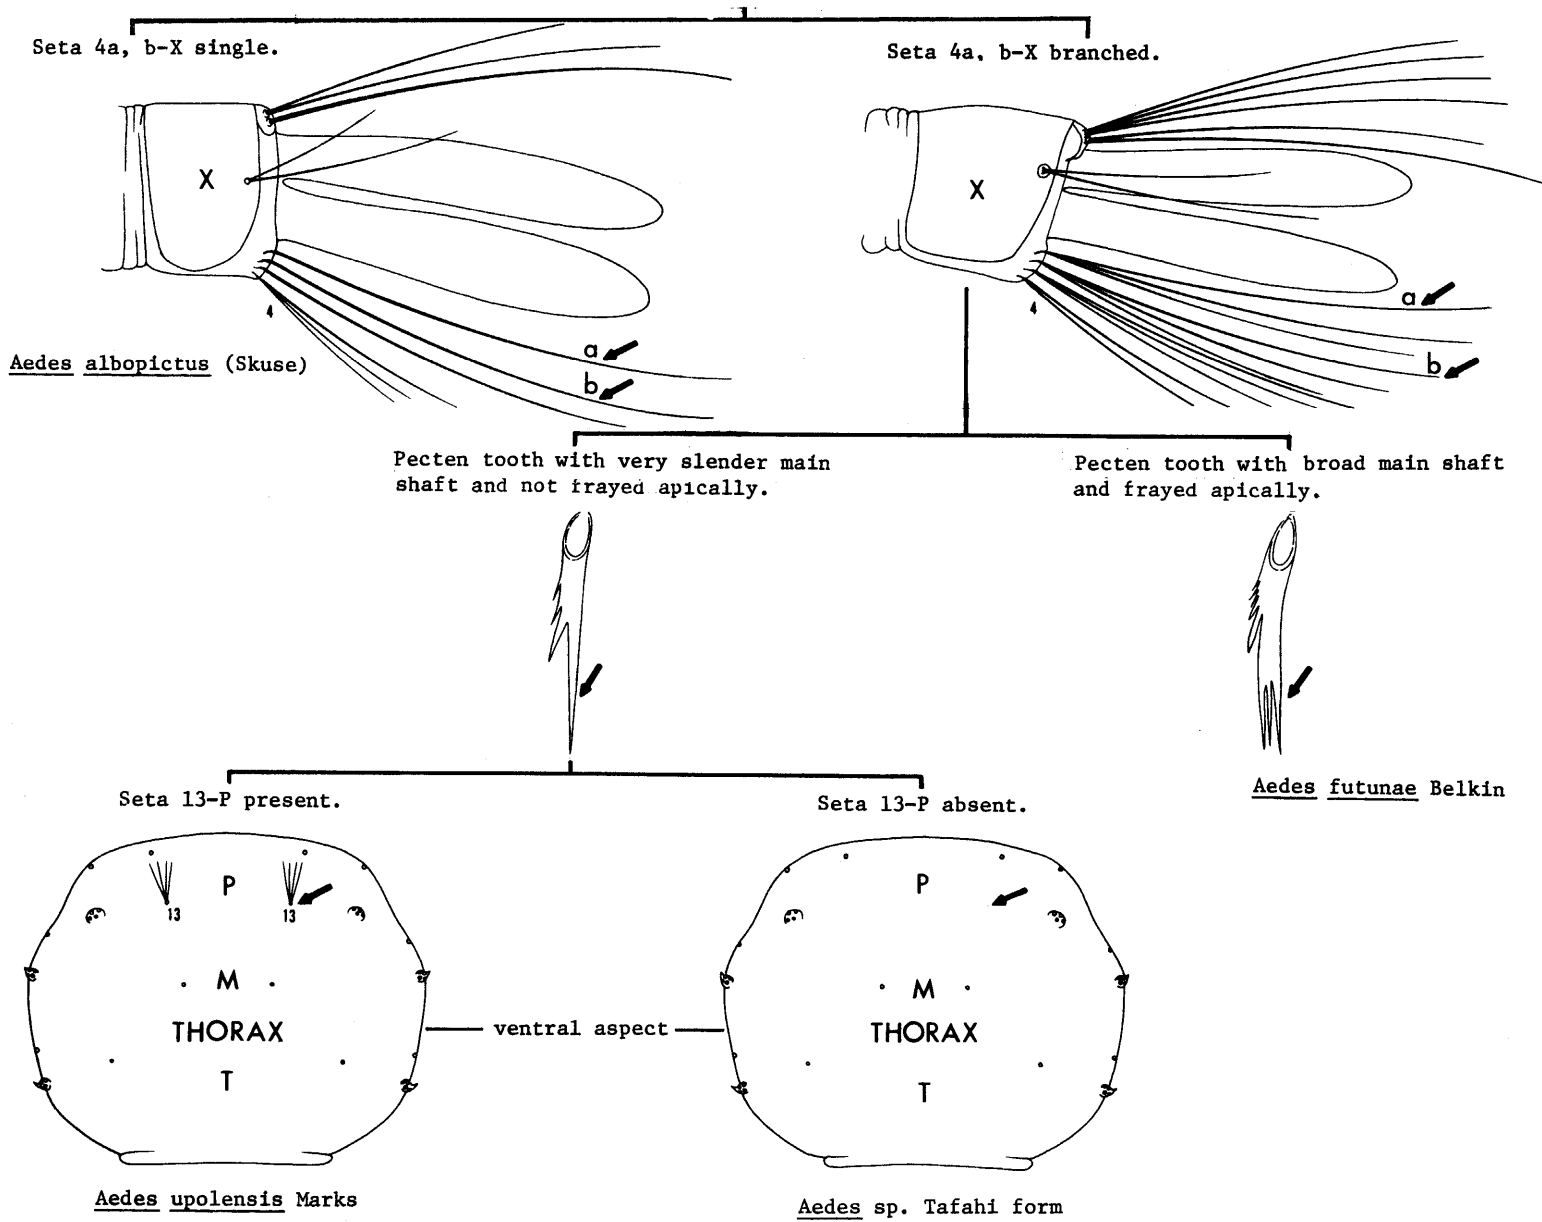 Seta 4a, b-X single.
Seta 4a, b-X branched.
X
X
4
4
a
b
a
b
Aedes albopictus (Skuse)
Pecten tooth with very slender main
shaft and not frayed apically.
Pecten tooth with broad main shaft
and frayed apically.
Aedes futunae Belkin
Seta 13-P present.
Seta 13-P absent.
P
13
13
M
THORAX
T
ventral aspect
P
M
THORAX
T
Aedes upolensis Marks
Aedes sp. Tafahi form